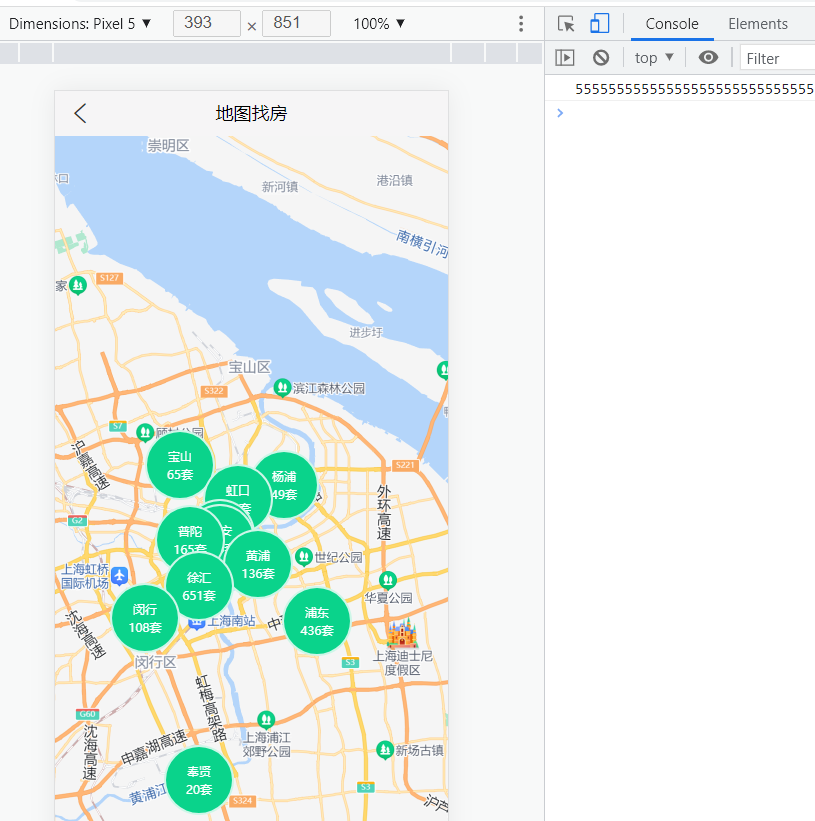 Dimensions: Pixel 5 ▼ 393 × 851 100% ▼
Console Elements
top ▼ Filter
555555555555555555555555555555
地图找房
崇明区
新河镇
港沿镇
南横引河
S127
家
进步圩
宝山区
S322
滨江森林公园
S7
顾村公园
沪嘉高速
宝山
65套
S221
杨浦
49套
虹口
套
外环高速
G2
普陀
165套
安
黄浦
136套
世纪公园
上海虹桥
国际机场
徐汇
651套
华夏公园
闵行
108套
浦东
436套
沈海高速
上海南站
中
上海迪士尼
度假区
闵行区
S3
虹梅高架路
G60
沈海高速
申嘉湖高速
上海浦江
郊野公园
新场古镇
奉贤
20套
黄浦江
S324
S3
沪芦